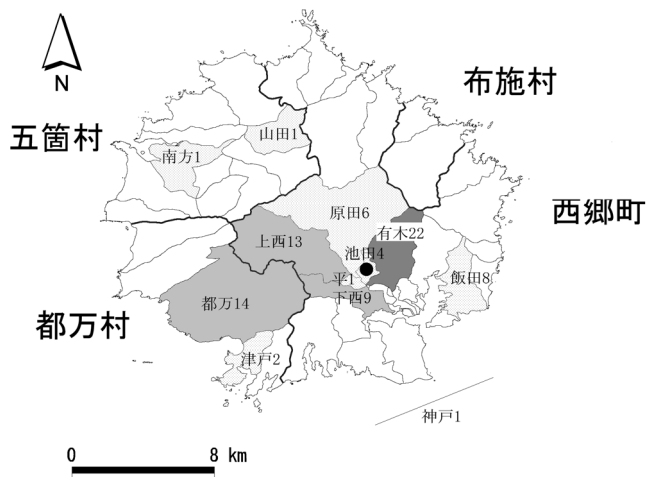 布施村
五箇村
山田1
南方1
西郷町
原田6
有木22
上西13
池田4
飯田8
平1
下西9
都万14
都万村
津戸2
神戸1
N
0 8 km